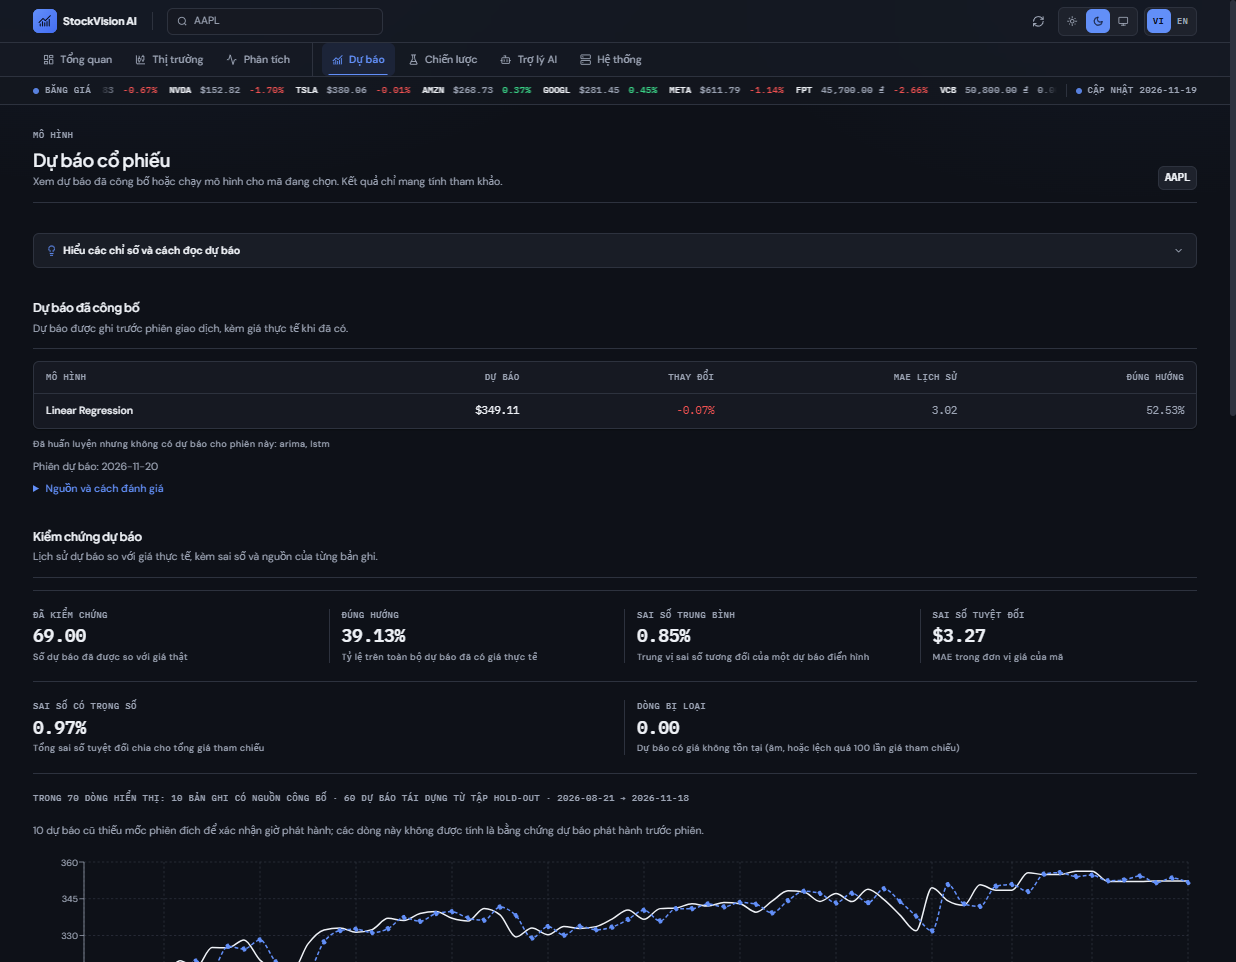 StockVision AI
AAPL
VI EN
Tổng quan Thị trường Phân tích Dự báo Chiến lược Trợ lý AI Hệ thống
BẢNG GIÁ -0.67% NVDA $152.82 -1.70% TSLA $380.06 -0.01% AMZN $268.73 0.37% GOOGL $281.45 0.45% META $611.79 -1.14% FPT 45,700.00 ₫ -2.66% VCB 50,800.00 ₫ CẬP NHẬT 2026-11-19
MÔ HÌNH
Dự báo cổ phiếu
Xem dự báo đã công bố hoặc chạy mô hình cho mã đang chọn. Kết quả chỉ mang tính tham khảo.
AAPL
Hiểu các chỉ số và cách đọc dự báo
Dự báo đã công bố
Dự báo được ghi trước phiên giao dịch, kèm giá thực tế khi đã có.
MÔ HÌNH DỰ BÁO THAY ĐỔI MAE LỊCH SỬ ĐÚNG HƯỚNG
Linear Regression $349.11 -0.07% 3.02 52.53%
Đã huấn luyện nhưng không có dự báo cho phiên này: arima, lstm
Phiên dự báo: 2026-11-20
Nguồn và cách đánh giá
Kiểm chứng dự báo
Lịch sử dự báo so với giá thực tế, kèm sai số và nguồn của từng bản ghi.
ĐÃ KIỂM CHỨNG ĐÚNG HƯỚNG SAI SỐ TRUNG BÌNH SAI SỐ TUYỆT ĐỐI
69.00 39.13% 0.85% $3.27
Số dự báo đã được so với giá thật Tỷ lệ trên toàn bộ dự báo đã có giá thực tế Trung vị sai số tương đối của một dự báo điển hình MAE trong đơn vị giá của mã
SAI SỐ CÓ TRỌNG SỐ DÒNG BỊ LOẠI
0.97% 0.00
Tổng sai số tuyệt đối chia cho tổng giá tham chiếu Dự báo có giá không tồn tại (âm, hoặc lệch quá 100 lần giá tham chiếu)
TRONG 70 DÒNG HIỂN THỊ: 10 BẢN GHI CÓ NGUỒN CÔNG BỐ · 60 DỰ BÁO TÁI DỰNG TỪ TẬP HOLD-OUT · 2026-08-21 → 2026-11-18
10 dự báo cũ thiếu mốc phiên đích để xác nhận giờ phát hành; các dòng này không được tính là bằng chứng dự báo phát hành trước phiên.
360
345
330